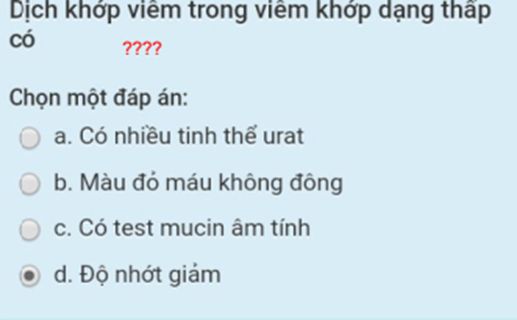 Dịch khớp viêm trong viêm khớp dạng thấp
có
????
Chọn một đáp án:
a. Có nhiều tinh thể urat
b. Màu đỏ máu không đông
c. Có test mucin âm tính
d. Độ nhớt giảm